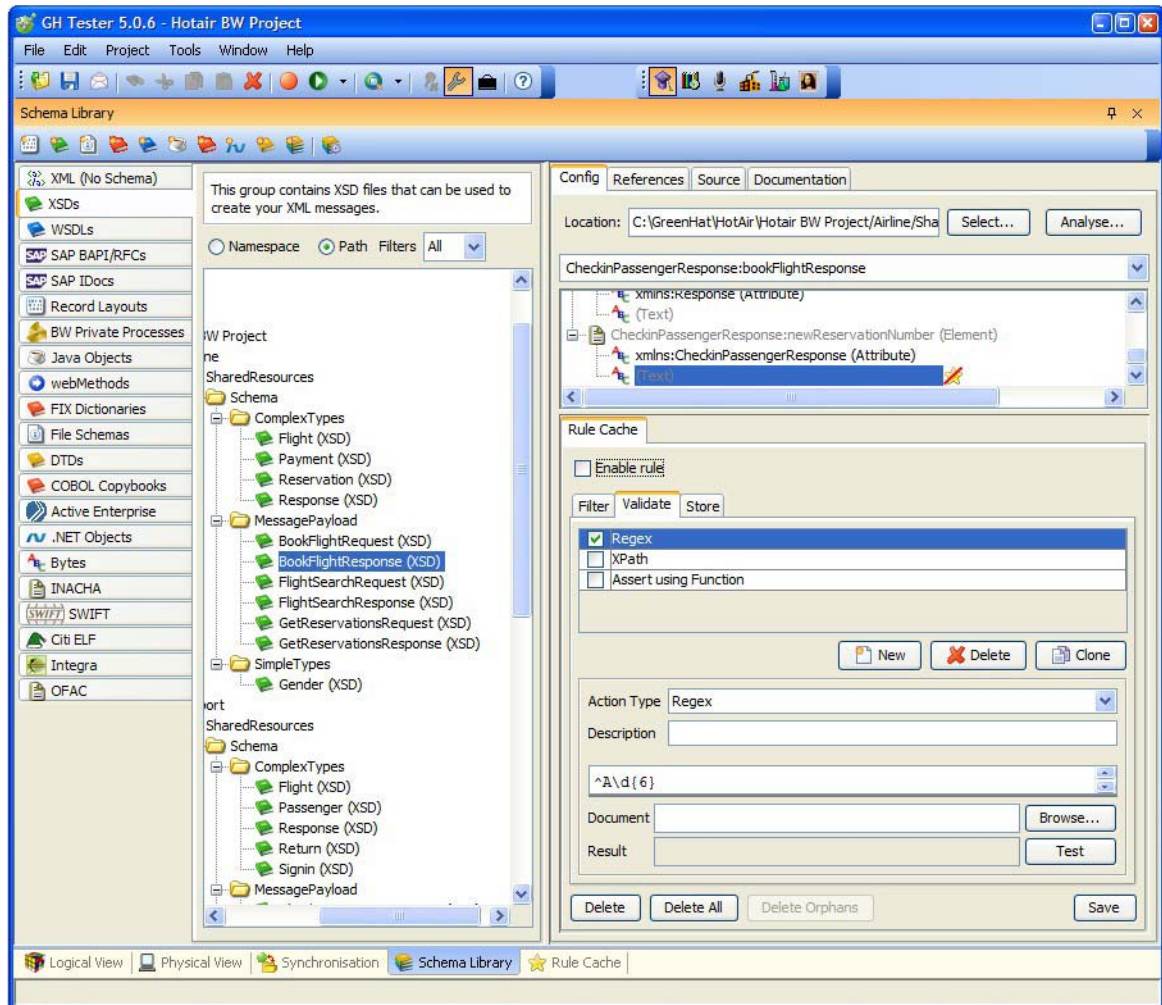 GH Tester 5.0.6 - Hotair BW Project
File Edit Project Tools Window Help
Schema Library
XML (No Schema)
XSDs
WSDLs
SAP SAP BAPI/RFCs
SAP SAP IDocs
Record Layouts
BW Private Processes
Java Objects
webMethods
FIX Dictionaries
File Schemas
DTDs
COBOL Copybooks
Active Enterprise
.NET Objects
Bytes
INACHA
SWIFT SWIFT
Citi ELF
Integra
OFAC
This group contains XSD files that can be used to
create your XML messages.
Namespace Path Filters All
BW Project
ne
SharedResources
Schema
ComplexTypes
Flight (XSD)
Payment (XSD)
Reservation (XSD)
Response (XSD)
MessagePayload
BookFlightRequest (XSD)
BookFlightResponse (XSD)
FlightSearchRequest (XSD)
FlightSearchResponse (XSD)
GetReservationsRequest (XSD)
GetReservationsResponse (XSD)
SimpleTypes
Gender (XSD)
port
SharedResources
Schema
ComplexTypes
Flight (XSD)
Passenger (XSD)
Response (XSD)
Return (XSD)
Signin (XSD)
MessagePayload
Config References Source Documentation
Location: C:\GreenHat\HotAir\Hotair BW Project/Airline/Sha Select... Analyse...
CheckinPassengerResponse:bookFlightResponse
xmlns:Response (Attribute)
(Text)
CheckinPassengerResponse:newReservationNumber (Element)
xmlns:CheckinPassengerResponse (Attribute)
(Text)
Rule Cache
Enable rule
Filter Validate Store
Regex
XPath
Assert using Function
New Delete Clone
Action Type Regex
Description
^A\d{6}
Document Browse...
Result Test
Delete Delete All Delete Orphans Save
Logical View Physical View Synchronisation Schema Library Rule Cache